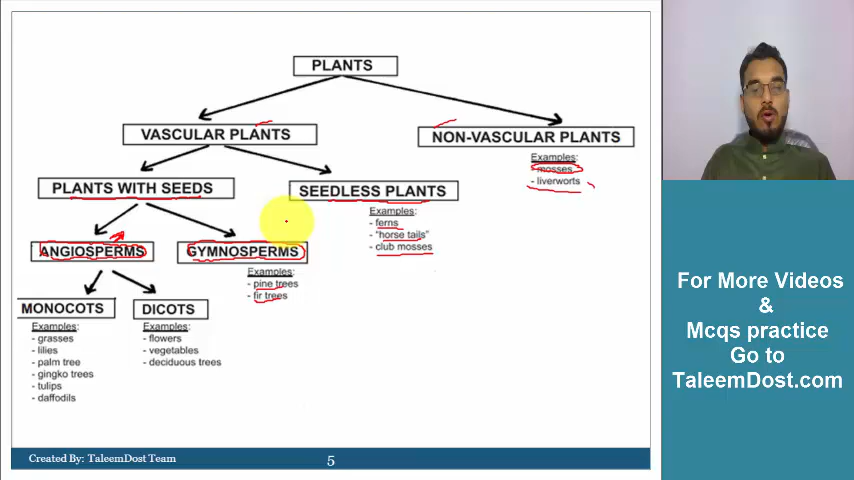 PLANTS
VASCULAR PLANTS
NON-VASCULAR PLANTS
Examples:
- mosses
- liverworts
PLANTS WITH SEEDS
SEEDLESS PLANTS
Examples:
- ferns
- "horse tails"
- club mosses
ANGIOSPERMS
GYMNOSPERMS
Examples:
- pine trees
- fir trees
MONOCOTS
Examples:
- grasses
- lilies
- palm tree
- gingko trees
- tulips
- daffodils
DICOTS
Examples:
- flowers
- vegetables
- deciduous trees
For More Videos
&
Mcqs practice
Go to
TaleemDost.com
Created By: TaleemDost Team
5